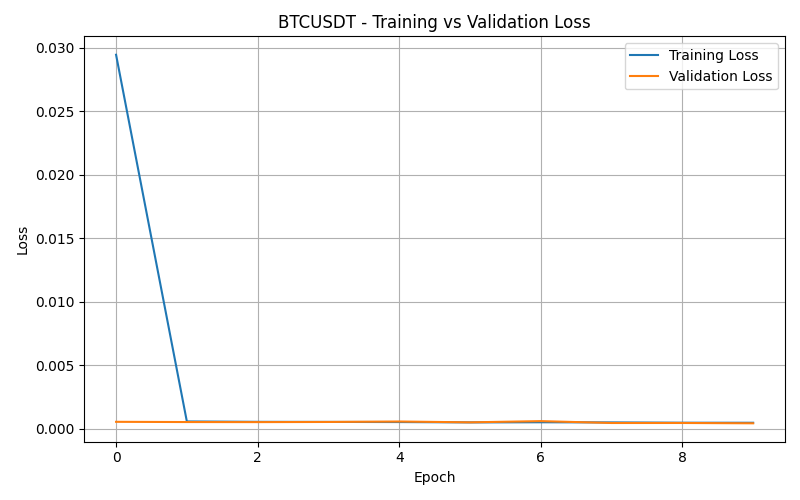 BTCUSDT - Training vs Validation Loss
Training Loss
Validation Loss
Loss
0.030
0.025
0.020
0.015
0.010
0.005
0.000
0 2 4 6 8
Epoch